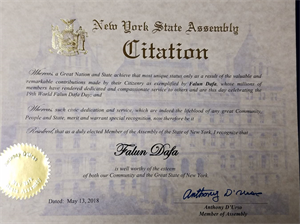 New York State Assembly
Citation
Whereas, a Great Nation and State achieve that most unique status only as a result of the valuable and
remarkable contributions made by their Citizenry as exemplified by Falun Dafa, where millions of
members have rendered dedicated and compassionate service to others and are this day celebrating the
19th World Falun Dafa Day; and
Whereas, such civic dedication and service, which are indeed the lifeblood of any great Community,
People and State, merit and warrant special recognition, now therefore be it
Resolved, that as a duly elected Member of the Assembly of the State of New York, I recognize that
Falun Dafa
is well worthy of the esteem
of both our Community and the Great State of New York.
Anthony D'Urso
Dated: May 13, 2018
Anthony D'Urso
Member of Assembly